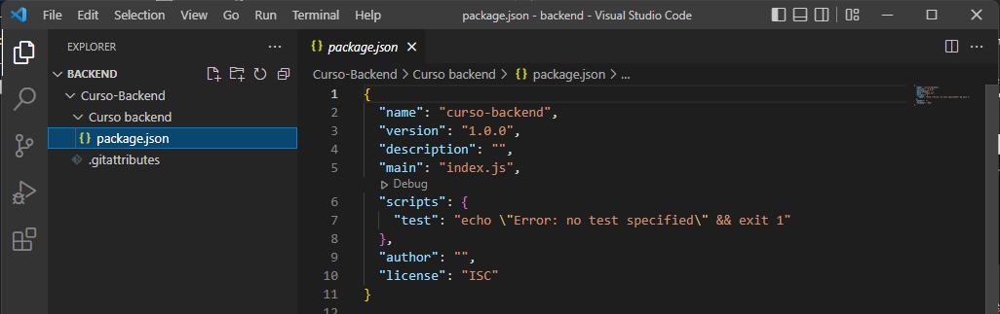 File Edit Selection View Go Run Terminal Help package.json - backend - Visual Studio Code
EXPLORER
BACKEND
Curso-Backend
Curso backend
{} package.json
.gitattributes
{} package.json
Curso-Backend > Curso backend > {} package.json > ...
1 {
2 "name": "curso-backend",
3 "version": "1.0.0",
4 "description": "",
5 "main": "index.js",
Debug
6 "scripts": {
7 "test": "echo \"Error: no test specified\" && exit 1"
8 },
9 "author": "",
10 "license": "ISC"
11 }
12